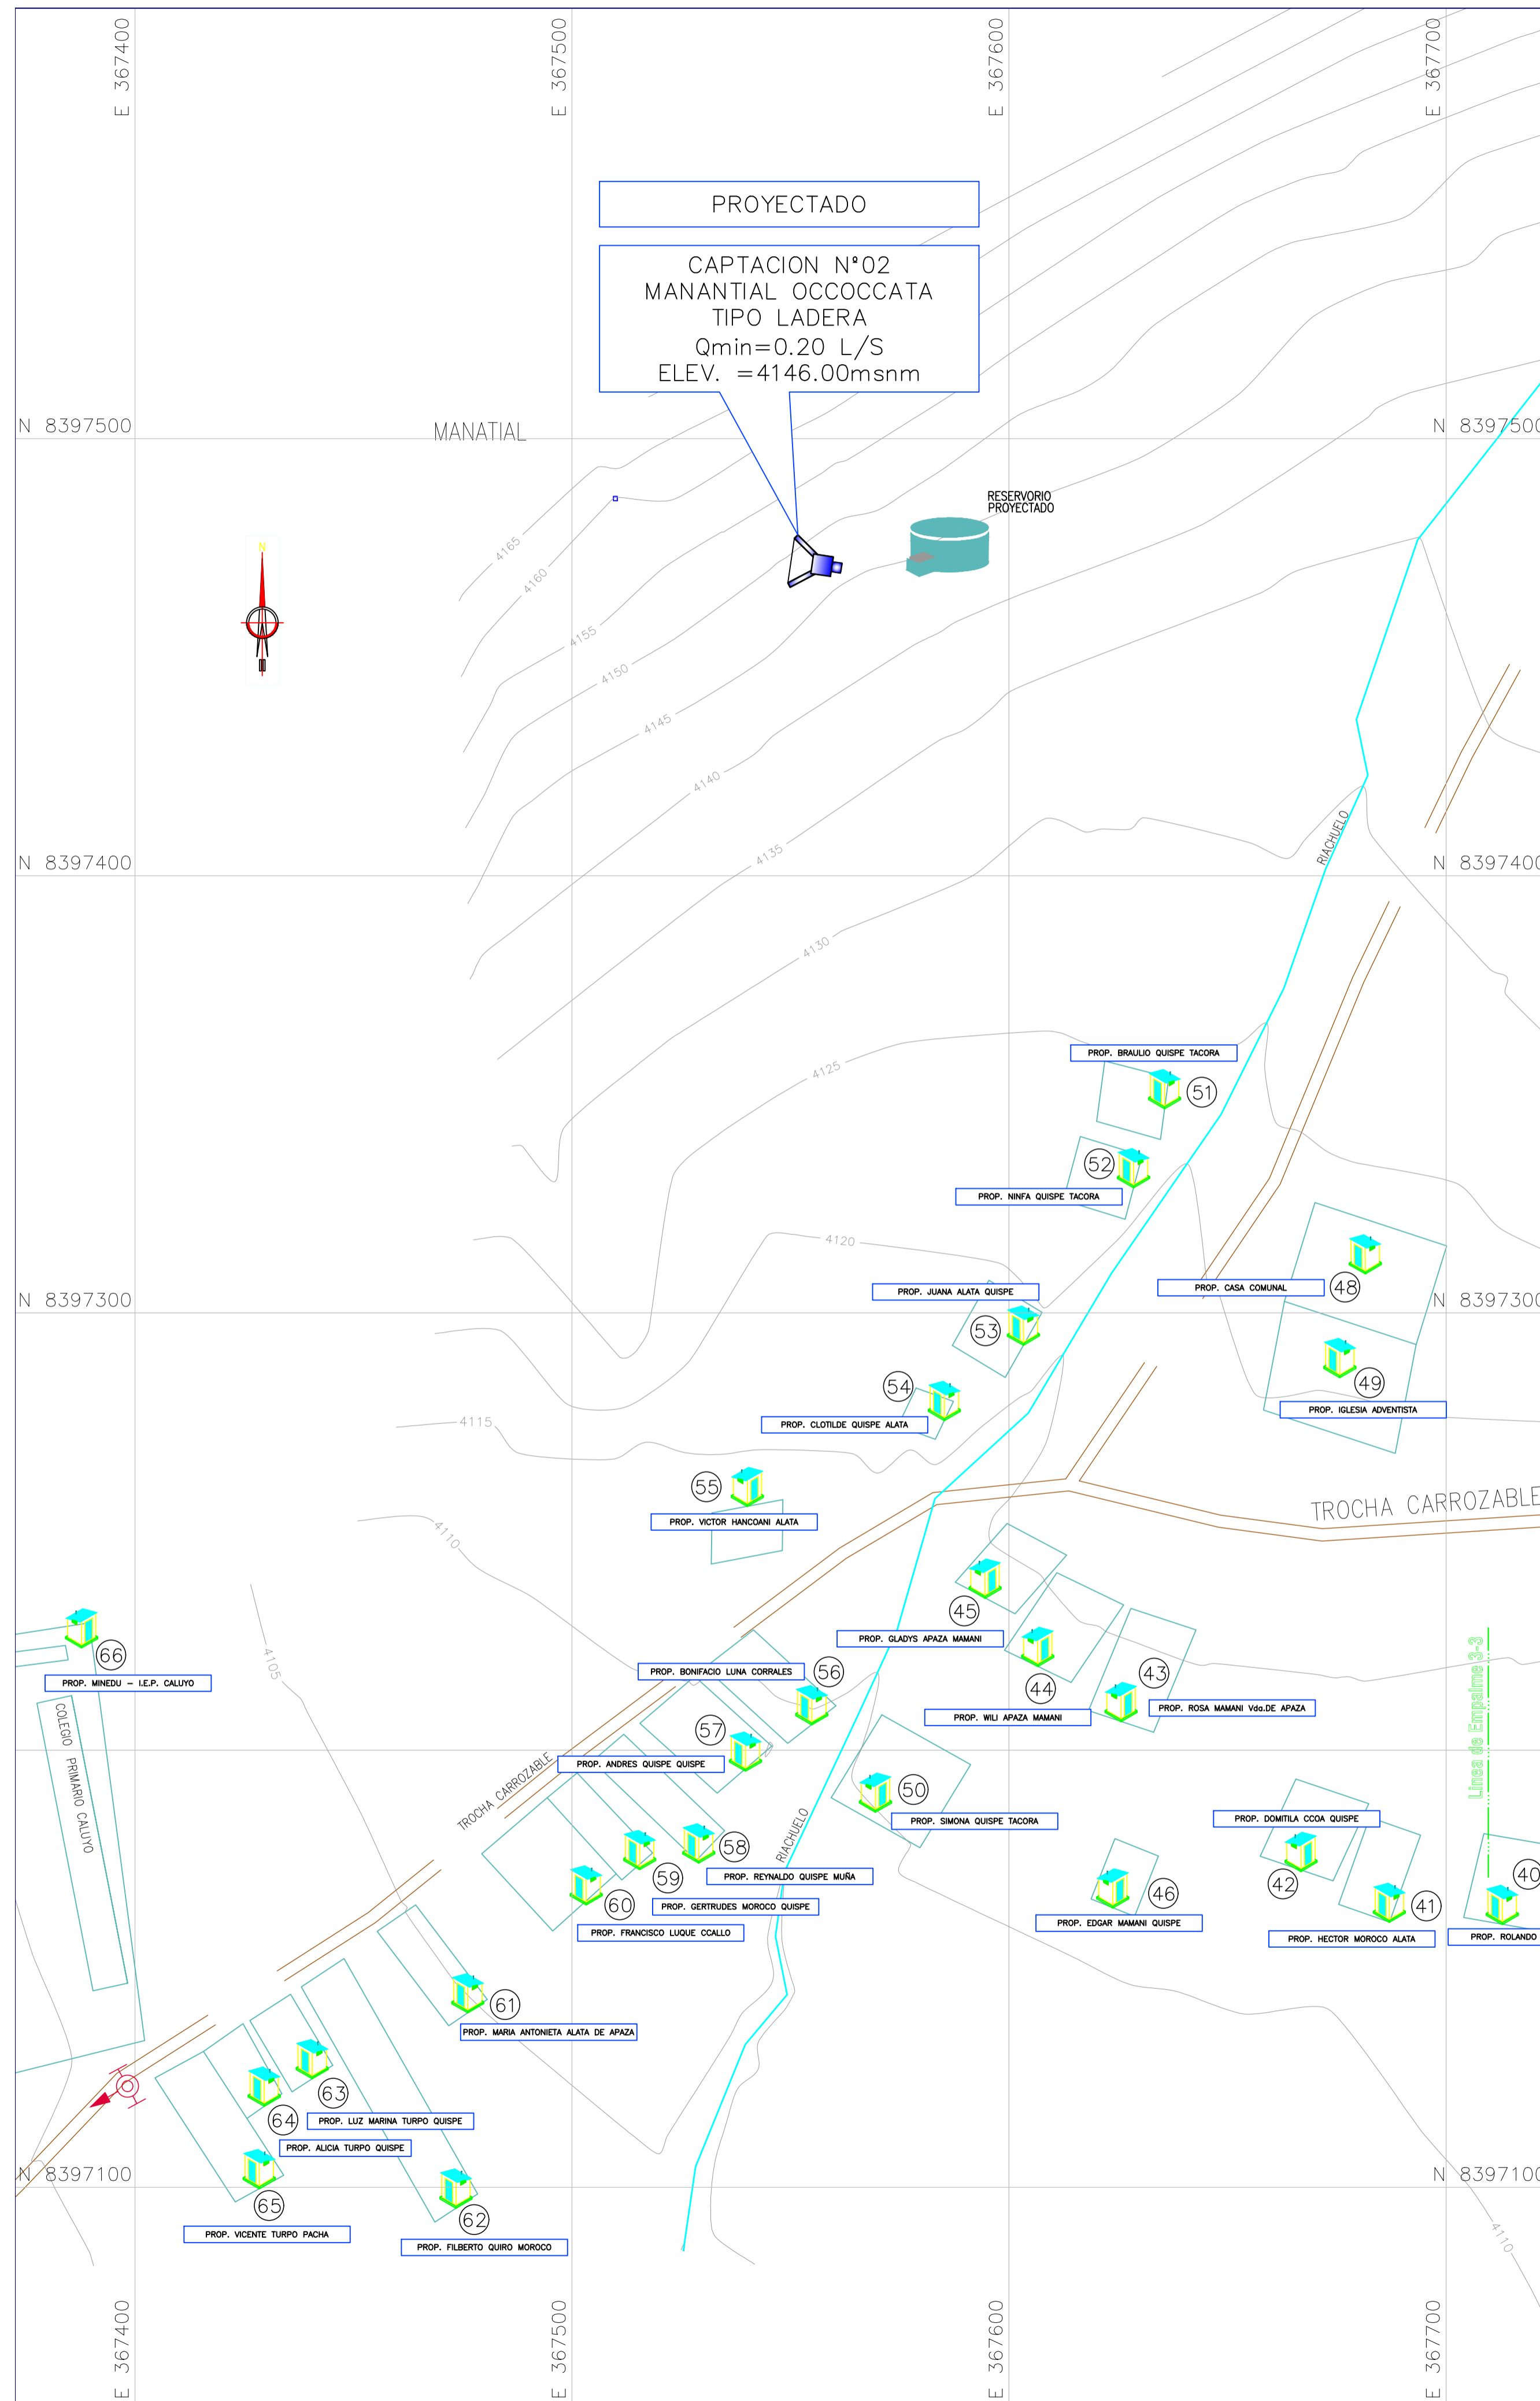 E 367400
E 367500
E 367600
E 367700
PROYECTADO
CAPTACION Nº02
MANANTIAL OCCOCCATA
TIPO LADERA
Qmin=0.20 L/S
ELEV. =4146.00msnm
N 8397500
MANATIAL
N 8397500
RESERVORIO
PROYECTADO
N
4165
4160
4155
4150
4145
4140
4135
4130
RIACHUELO
N 8397400
N 8397400
4125
PROP. BRAULIO QUISPE TACORA
51
52
PROP. NINFA QUISPE TACORA
4120
PROP. JUANA ALATA QUISPE
PROP. CASA COMUNAL
48
N 8397300
N 8397300
53
54
49
PROP. IGLESIA ADVENTISTA
4115
PROP. CLOTILDE QUISPE ALATA
55
TROCHA CARROZABLE
PROP. VICTOR HANCOANI ALATA
4110
45
PROP. GLADYS APAZA MAMANI
66
PROP. MINEDU - I.E.P. CALUYO
4105
PROP. BONIFACIO LUNA CORRALES
56
43
44
PROP. ROSA MAMANI Vda.DE APAZA
PROP. WILI APAZA MAMANI
Linea de Empalme 3-3
COLEGIO PRIMARIO CALUYO
57
PROP. ANDRES QUISPE QUISPE
TROCHA CARROZABLE
50
PROP. SIMONA QUISPE TACORA
PROP. DOMITILA CCOA QUISPE
RIACHUELO
58
PROP. REYNALDO QUISPE MUÑA
59
PROP. GERTRUDES MOROCO QUISPE
60
PROP. FRANCISCO LUQUE CCALLO
46
PROP. EDGAR MAMANI QUISPE
42
41
PROP. HECTOR MOROCO ALATA
40
PROP. ROLANDO
61
PROP. MARIA ANTONIETA ALATA DE APAZA
63
PROP. LUZ MARINA TURPO QUISPE
64
PROP. ALICIA TURPO QUISPE
N 8397100
N 8397100
65
PROP. VICENTE TURPO PACHA
62
PROP. FILBERTO QUIRO MOROCO
4110
E 367400
E 367500
E 367600
E 367700